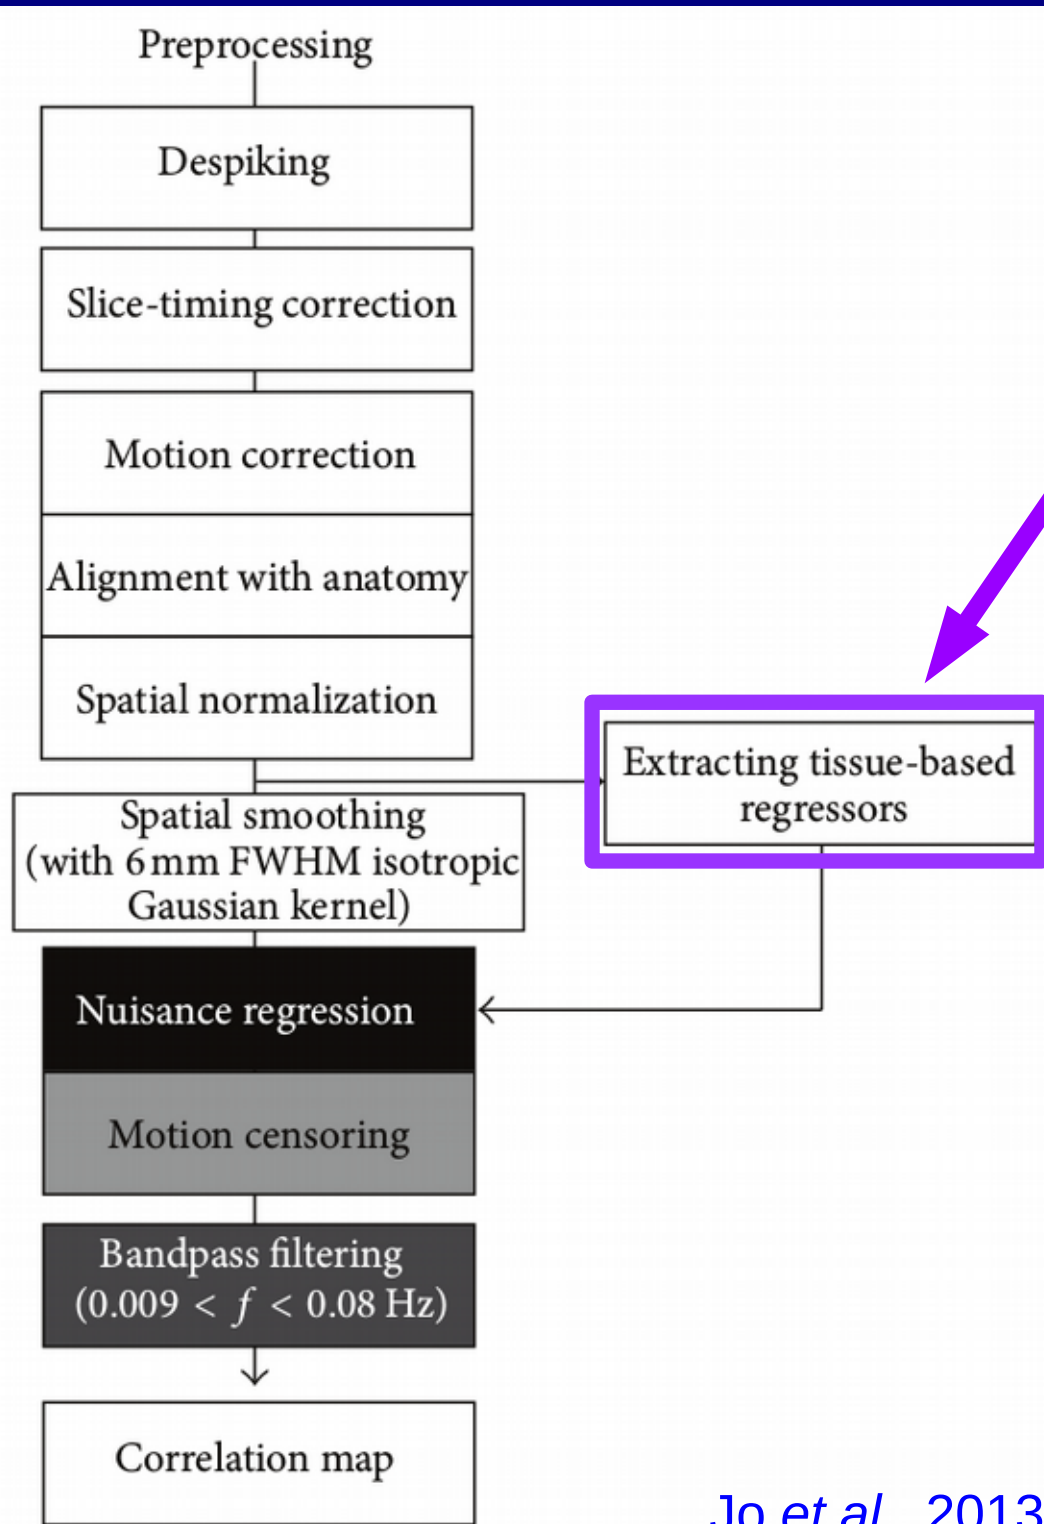 Preprocessing
Despiking
Slice-timing correction
Motion correction
Alignment with anatomy
Spatial normalization
Extracting tissue-based
regressors
Spatial smoothing
(with 6 mm FWHM isotropic
Gaussian kernel)
Nuisance regression
Motion censoring
Bandpass filtering
(0.009 < f < 0.08 Hz)
Correlation map
Jo et al., 2013